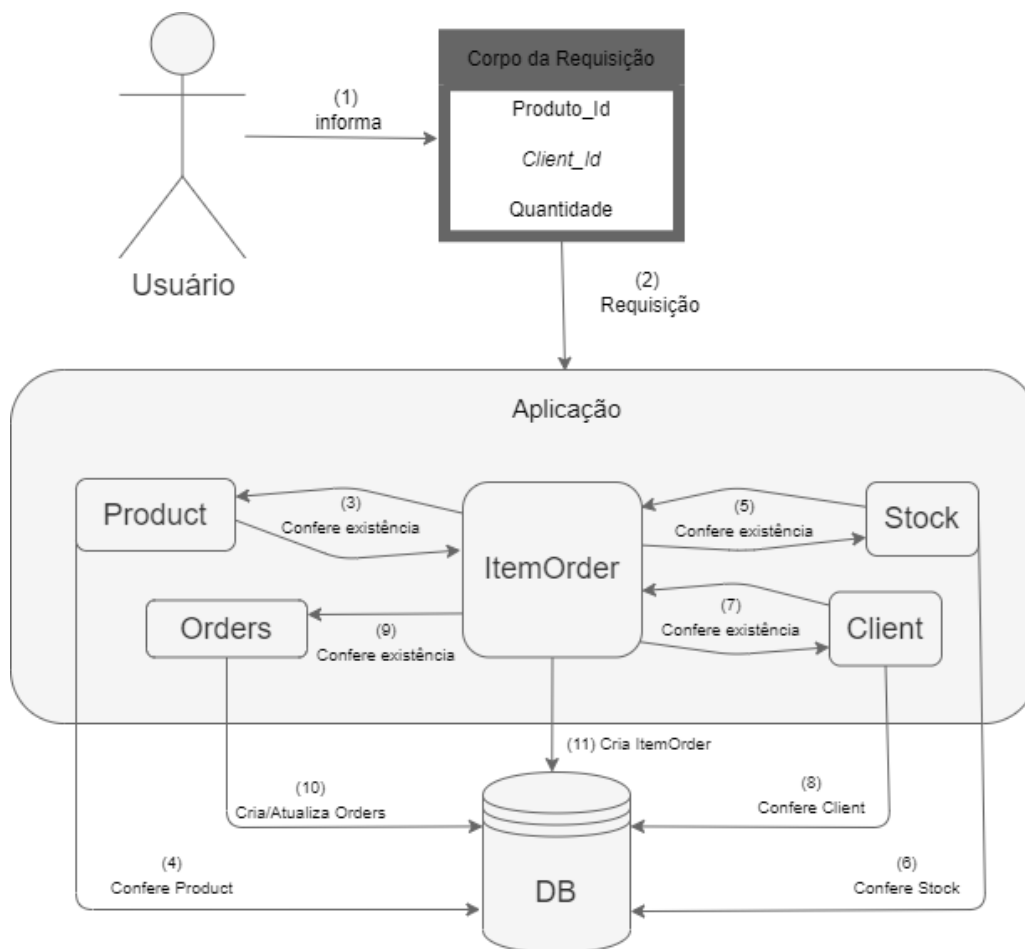 Corpo da Requisição
(1)
informa
Produto_Id
Client_Id
Quantidade
Usuário
(2)
Requisição
Aplicação
Product
(3)
Confere existência
ItemOrder
(5)
Confere existência
Stock
Orders
(9)
Confere existência
(7)
Confere existência
Client
(11) Cria ItemOrder
(10)
Cria/Atualiza Orders
(8)
Confere Client
(4)
Confere Product
DB
(6)
Confere Stock